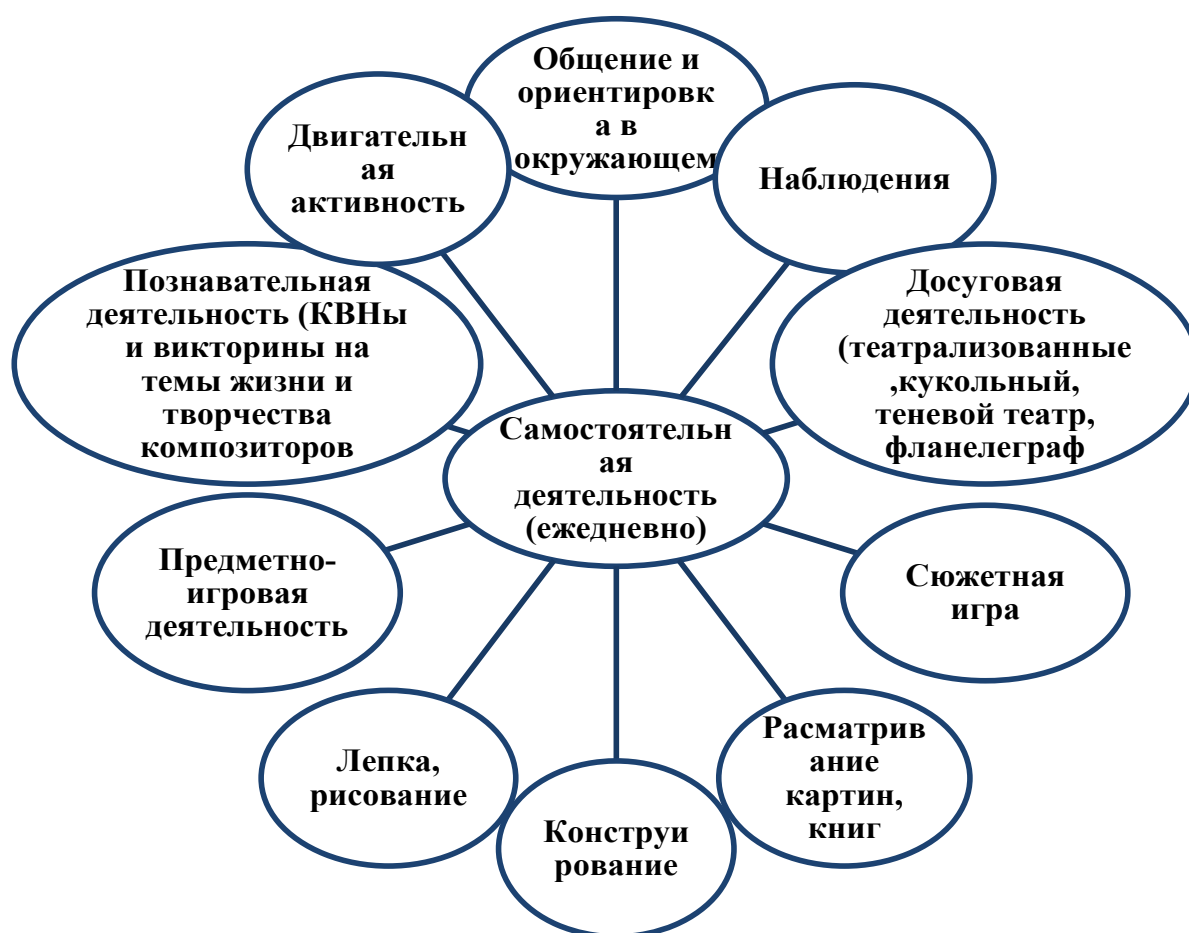 Общение и
ориентировк
а в
окружающем
Наблюдения
Досуговая
деятельность
(театрализованные
,кукольный,
теневой театр,
фланелеграф
Сюжетная
игра
Расматрив
ание
картин,
книг
Конструи
рование
Лепка,
рисование
Предметно-
игровая
деятельность
Познавательная
деятельность (КВНы
и викторины на
темы жизни и
творчества
композиторов
Двигательн
ая
активность
Самостоятельн
ая
деятельность
(ежедневно)